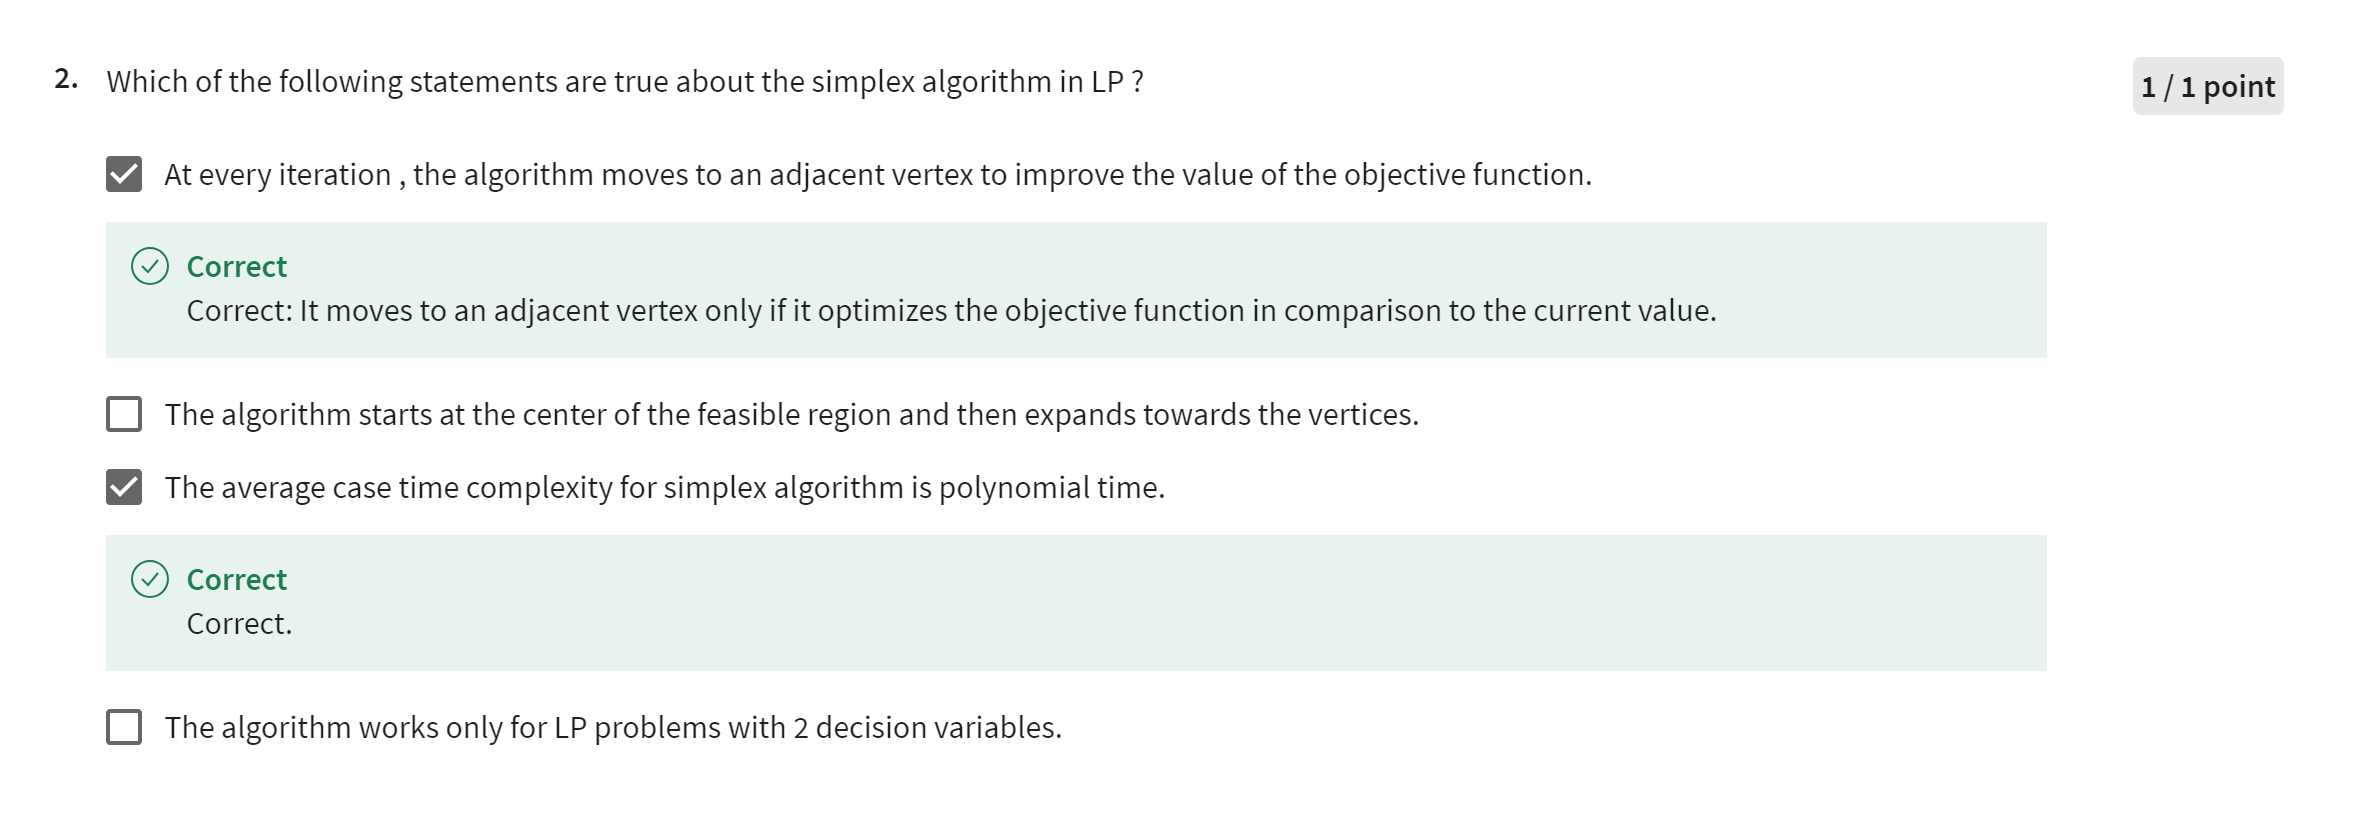 2. Which of the following statements are true about the simplex algorithm in LP ?
1 / 1 point
At every iteration , the algorithm moves to an adjacent vertex to improve the value of the objective function.
Correct
Correct: It moves to an adjacent vertex only if it optimizes the objective function in comparison to the current value.
The algorithm starts at the center of the feasible region and then expands towards the vertices.
The average case time complexity for simplex algorithm is polynomial time.
Correct
Correct.
The algorithm works only for LP problems with 2 decision variables.